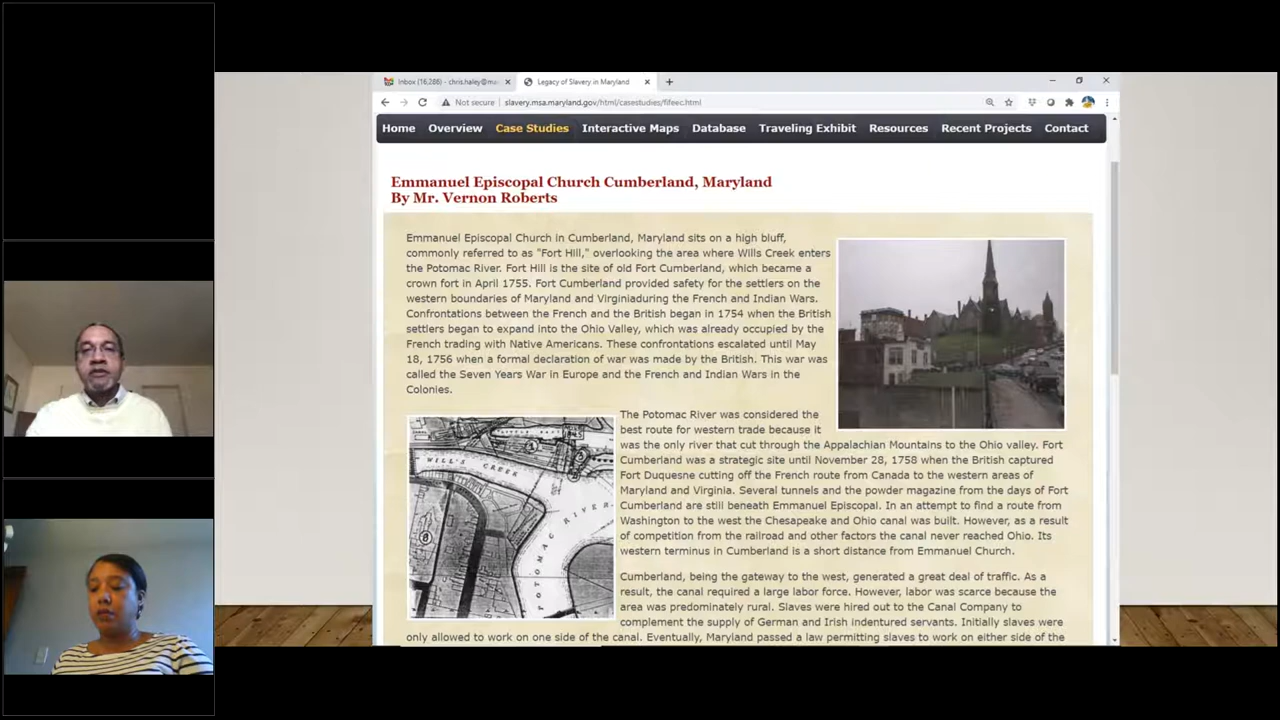 Inbox (16,286) - chris.haley@ma
Legacy of Slavery in Maryland
Not secure
slavery.msa.maryland.gov/html/casestudies/fifeec.html
Home Overview Case Studies Interactive Maps Database Traveling Exhibit Resources Recent Projects Contact
Emmanuel Episcopal Church Cumberland, Maryland
By Mr. Vernon Roberts
Emmanuel Episcopal Church in Cumberland, Maryland sits on a high bluff,
commonly referred to as "Fort Hill," overlooking the area where Wills Creek enters
the Potomac River. Fort Hill is the site of old Fort Cumberland, which became a
crown fort in April 1755. Fort Cumberland provided safety for the settlers on the
western boundaries of Maryland and Virginiaduring the French and Indian Wars.
Confrontations between the French and the British began in 1754 when the British
settlers began to expand into the Ohio Valley, which was already occupied by the
French trading with Native Americans. These confrontations escalated until May
18, 1756 when a formal declaration of war was made by the British. This war was
called the Seven Years War in Europe and the French and Indian Wars in the
Colonies.
The Potomac River was considered the
best route for western trade because it
was the only river that cut through the Appalachian Mountains to the Ohio valley. Fort
Cumberland was a strategic site until November 28, 1758 when the British captured
Fort Duquesne cutting off the French route from Canada to the western areas of
Maryland and Virginia. Several tunnels and the powder magazine from the days of Fort
Cumberland are still beneath Emmanuel Episcopal. In an attempt to find a route from
Washington to the west the Chesapeake and Ohio canal was built. However, as a result
of competition from the railroad and other factors the canal never reached Ohio. Its
western terminus in Cumberland is a short distance from Emmanuel Church.
Cumberland, being the gateway to the west, generated a great deal of traffic. As a
result, the canal required a large labor force. However, labor was scarce because the
area was predominately rural. Slaves were hired out to the Canal Company to
complement the supply of German and Irish indentured servants. Initially slaves were
only allowed to work on one side of the canal. Eventually, Maryland passed a law permitting slaves to work on either side of the
WILL'S CREEK
POTOMAC RIVER
8